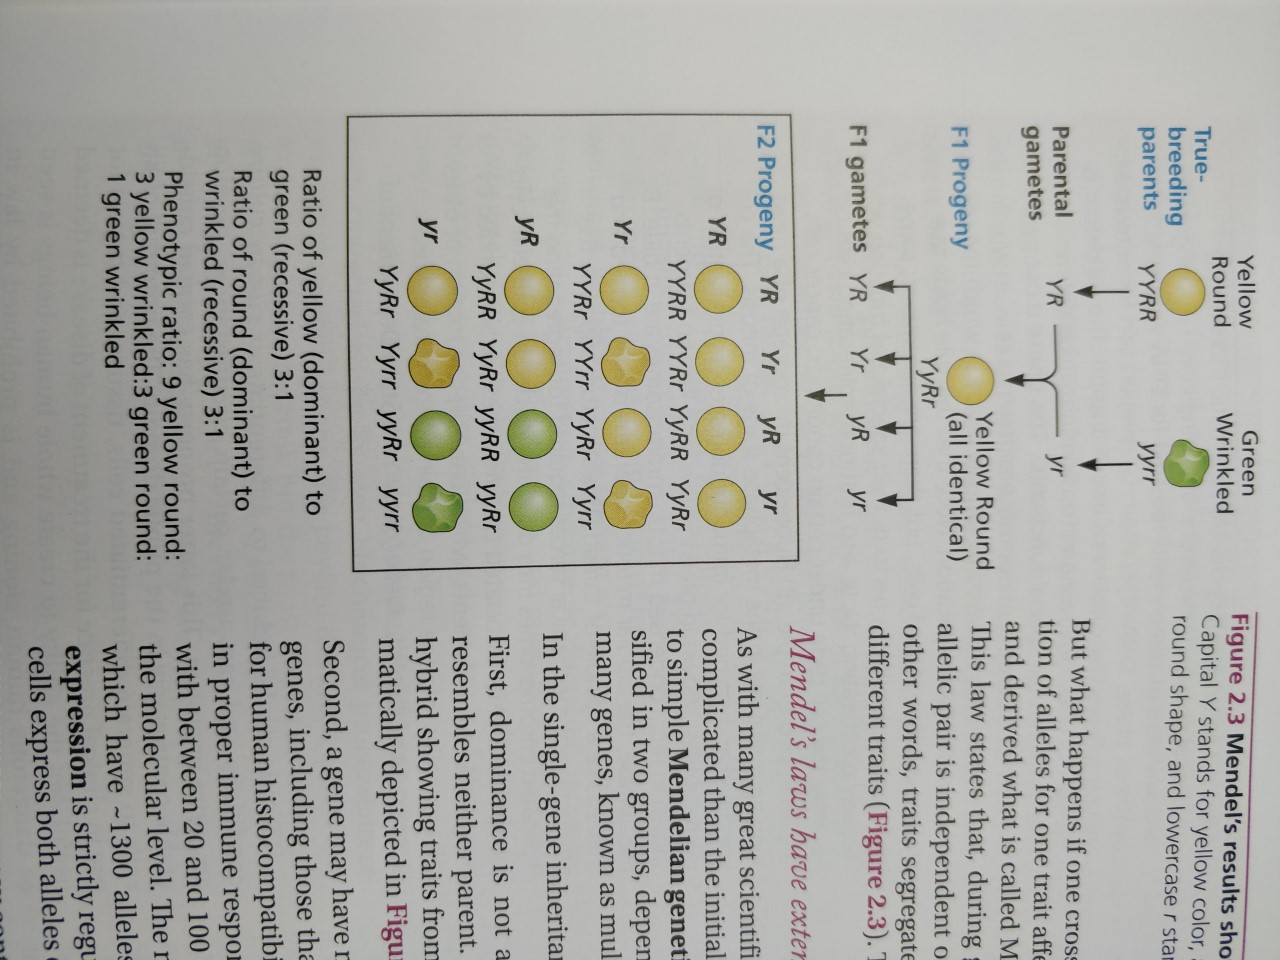 Yellow
Round
Green
Wrinkled
True-
breeding
parents
YYRR
yyrr
Parental
gametes
YR
yr
F1 Progeny
Yellow Round
(all identical)
YyRr
F1 gametes
YR Yr yR yr
F2 Progeny
YR Yr yR yr
YR
YYRR YYRr YyRR YyRr
Yr
YYRr YYrr YyRr Yyrr
yR
YyRR YyRr yyRR yyRr
yr
YyRr Yyrr yyRr yyrr
Ratio of yellow (dominant) to
green (recessive) 3:1
Ratio of round (dominant) to
wrinkled (recessive) 3:1
Phenotypic ratio: 9 yellow round:
3 yellow wrinkled:3 green round:
1 green wrinkled
Figure 2.3 Mendel's results sho
Capital Y stands for yellow color,
round shape, and lowercase r star
But what happens if one cross
tion of alleles for one trait affe
and derived what is called M
This law states that, during
allelic pair is independent o
other words, traits segregate
different traits (Figure 2.3). T
Mendel's laws have exten
As with many great scientifi
complicated than the initial
to simple Mendelian geneti
sified in two groups, depen
many genes, known as mul
In the single-gene inheritan
First, dominance is not a
resembles neither parent.
hybrid showing traits from
matically depicted in Figur
Second, a gene may have
genes, including those tha
for human histocompatibi
in proper immune respon
with between 20 and 100
the molecular level. The
which have ~1300 alleles
expression is strictly regu
cells express both alleles